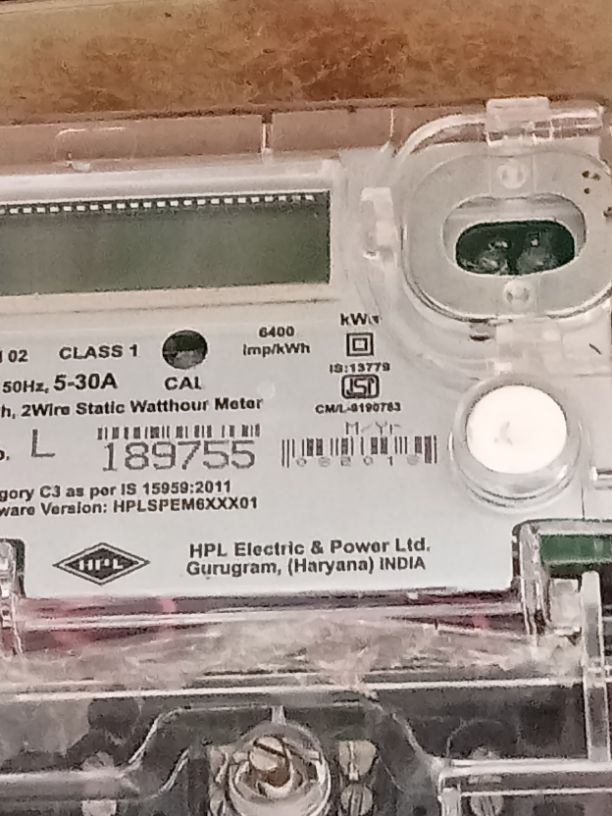 kWh
02 CLASS 1
6400
Imp/kWh
50Hz, 5-30A
CAL
IS:13779
ISI
h, 2Wire Static Watthour Meter
CM/L-8190763
L 189755
M/Yr
gory C3 as per IS 15959:2011
ware Version: HPLSPEM6XXX01
HPL
HPL Electric & Power Ltd.
Gurugram, (Haryana) INDIA